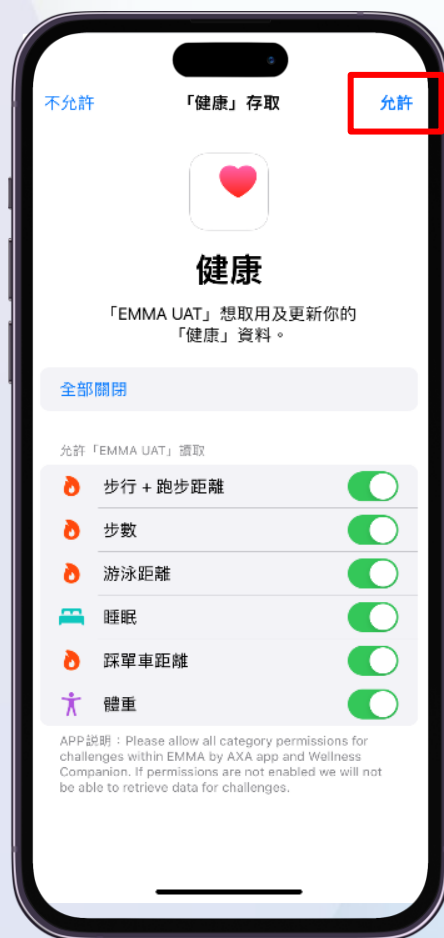 不允許 「健康」存取 允許
健康
「EMMA UAT」想取用及更新你的
「健康」資料。
全部關閉
允許「EMMA UAT」讀取
步行 + 跑步距離
步數
游泳距離
睡眠
踩單車距離
體重
APP説明：Please allow all category permissions for
challenges within EMMA by AXA app and Wellness
Companion. If permissions are not enabled we will not
be able to retrieve data for challenges.